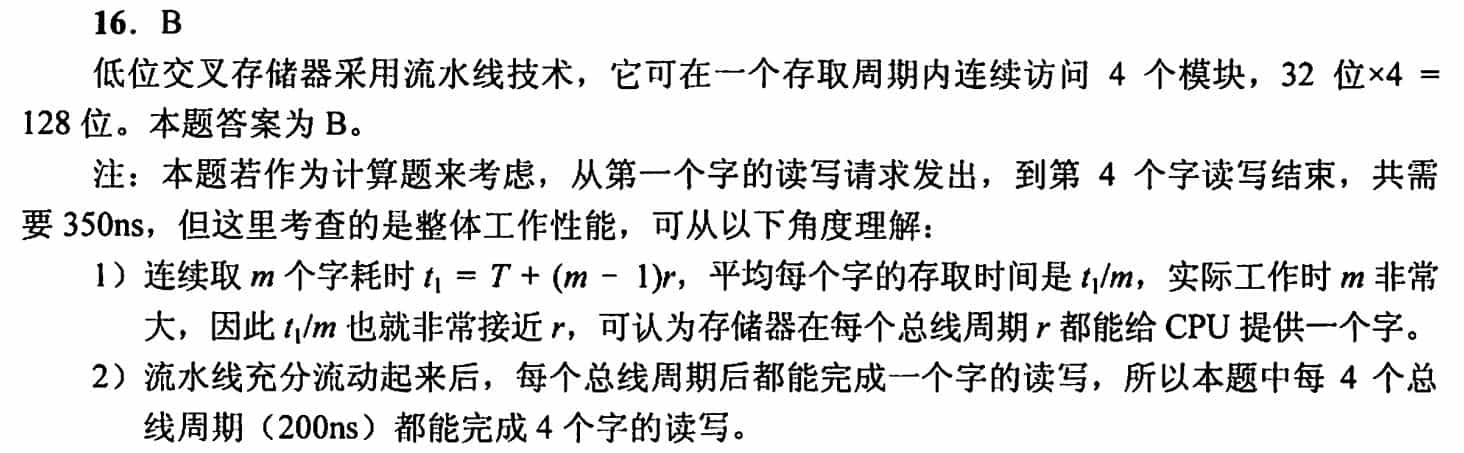 16. B
低位交叉存储器采用流水线技术，它可在一个存取周期内连续访问 4 个模块，32 位×4 =
128 位。本题答案为 B。
注：本题若作为计算题来考虑，从第一个字的读写请求发出，到第 4 个字读写结束，共需
要 350ns，但这里考查的是整体工作性能，可从以下角度理解：
1）连续取 m 个字耗时 t₁ = T + (m − 1)r，平均每个字的存取时间是 t₁/m，实际工作时 m 非常
大，因此 t₁/m 也就非常接近 r，可认为存储器在每个总线周期 r 都能给 CPU 提供一个字。
2）流水线充分流动起来后，每个总线周期后都能完成一个字的读写，所以本题中每 4 个总
线周期（200ns）都能完成 4 个字的读写。